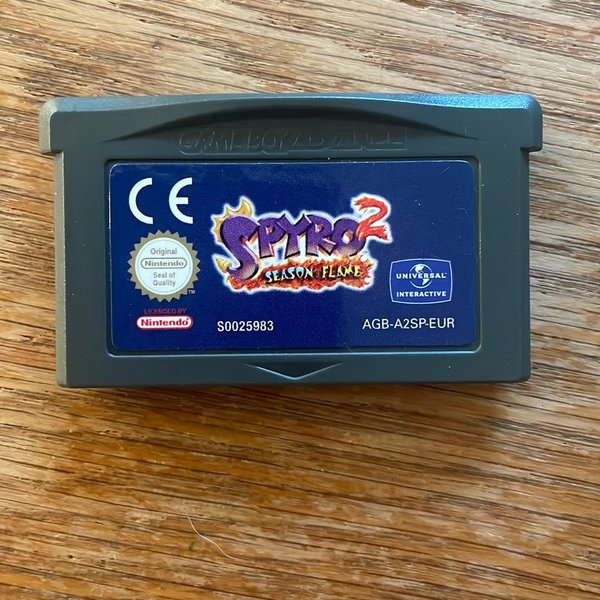 GAME BOY ADVANCE
CE
SPYRO 2
SEASON FLAME
Original
Nintendo
Seal of
Quality
TM
LICENSED BY
Nintendo
S0025983
UNIVERSAL
INTERACTIVE
AGB-A2SP-EUR